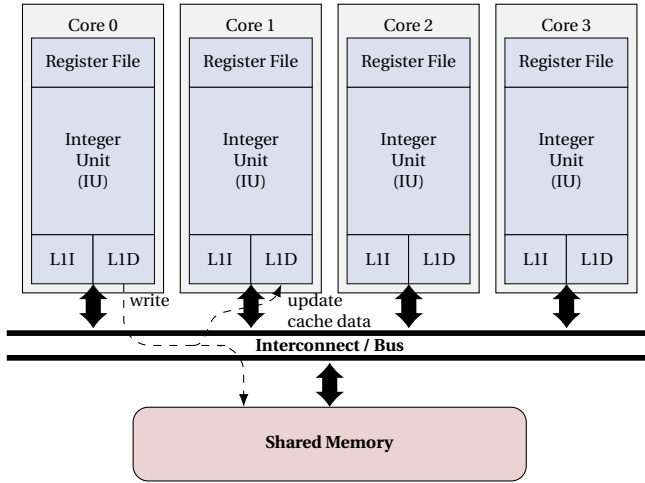 Core 0
Core 1
Core 2
Core 3
Register File
Register File
Register File
Register File
Integer
Unit
(IU)
Integer
Unit
(IU)
Integer
Unit
(IU)
Integer
Unit
(IU)
L1I
L1D
L1I
L1D
L1I
L1D
L1I
L1D
write
update
cache data
Interconnect / Bus
Shared Memory